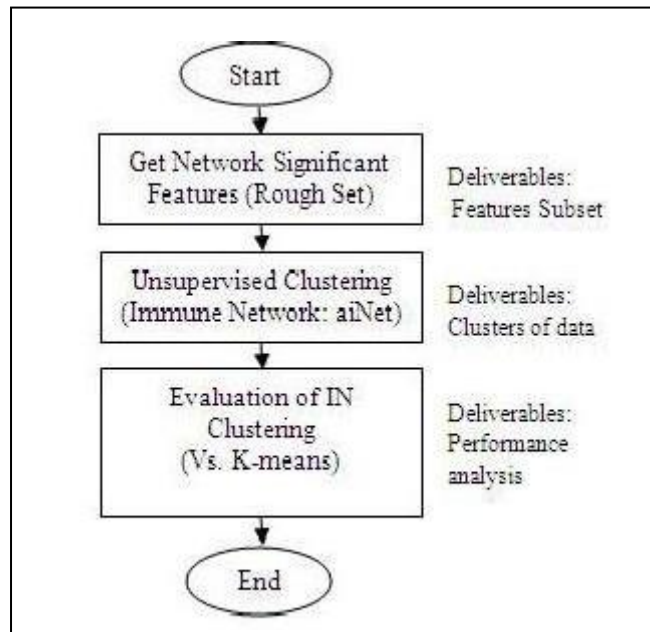 Start
Get Network Significant
Features (Rough Set)
Deliverables:
Features Subset
Unsupervised Clustering
(Immune Network: aiNet)
Deliverables:
Clusters of data
Evaluation of IN
Clustering
(Vs. K-means)
Deliverables:
Performance
analysis
End